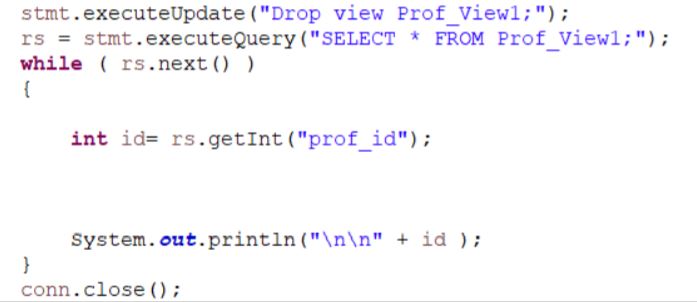 stmt.executeUpdate("Drop view Prof_View1;");
rs = stmt.executeQuery("SELECT * FROM Prof_View1;");
while ( rs.next() )
{
int id= rs.getInt("prof_id");
System.out.println("\n\n" + id );
}
conn.close();